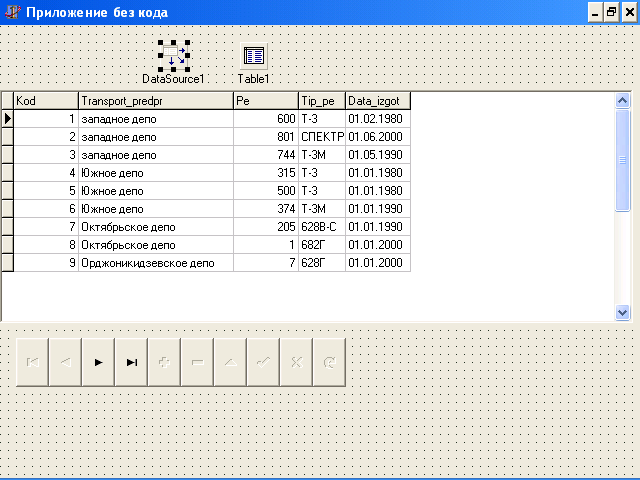 Приложение без кода
DataSource1 Table1
Kod Transport_predpr Pe Tip_pe Data_izgot
1 западное депо 600 Т-3 01.02.1980
2 западное депо 801 СПЕКТР 01.06.2000
3 западное депо 744 Т-3М 01.05.1990
4 Южное депо 315 Т-3 01.01.1980
5 Южное депо 500 Т-3 01.01.1980
6 Южное депо 374 Т-3М 01.01.1990
7 Октябрьское депо 205 628В-С 01.01.1990
8 Октябрьское депо 1 682Г 01.01.2000
9 Орджоникидзевское депо 7 628Г 01.01.2000